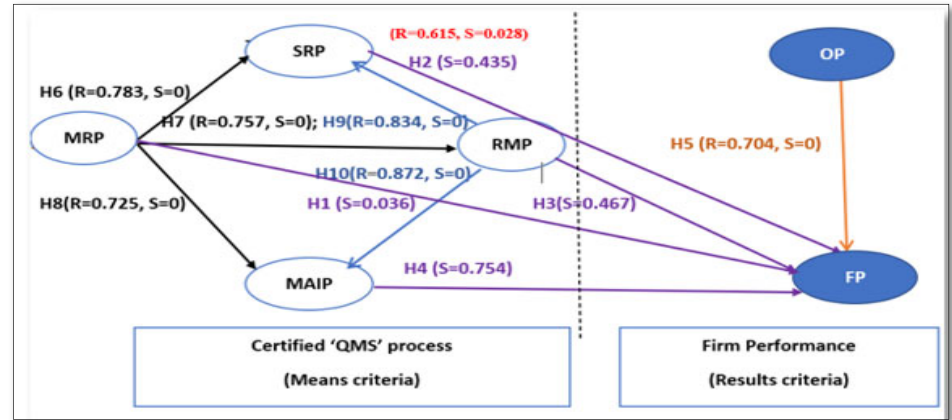 (R=0.615, S=0.028)
SRP
OP
H2 (S=0.435)
H6 (R=0.783, S=0)
H7 (R=0.757, S=0); H9(R=0.834, S=0)
MRP
RMP
H5 (R=0.704, S=0)
H10(R=0.872, S=0)
H8(R=0.725, S=0)
H1 (S=0.036)
H3(S=0.467)
H4 (S=0.754)
MAIP
FP
Certified ‘QMS’ process
(Means criteria)
Firm Performance
(Results criteria)